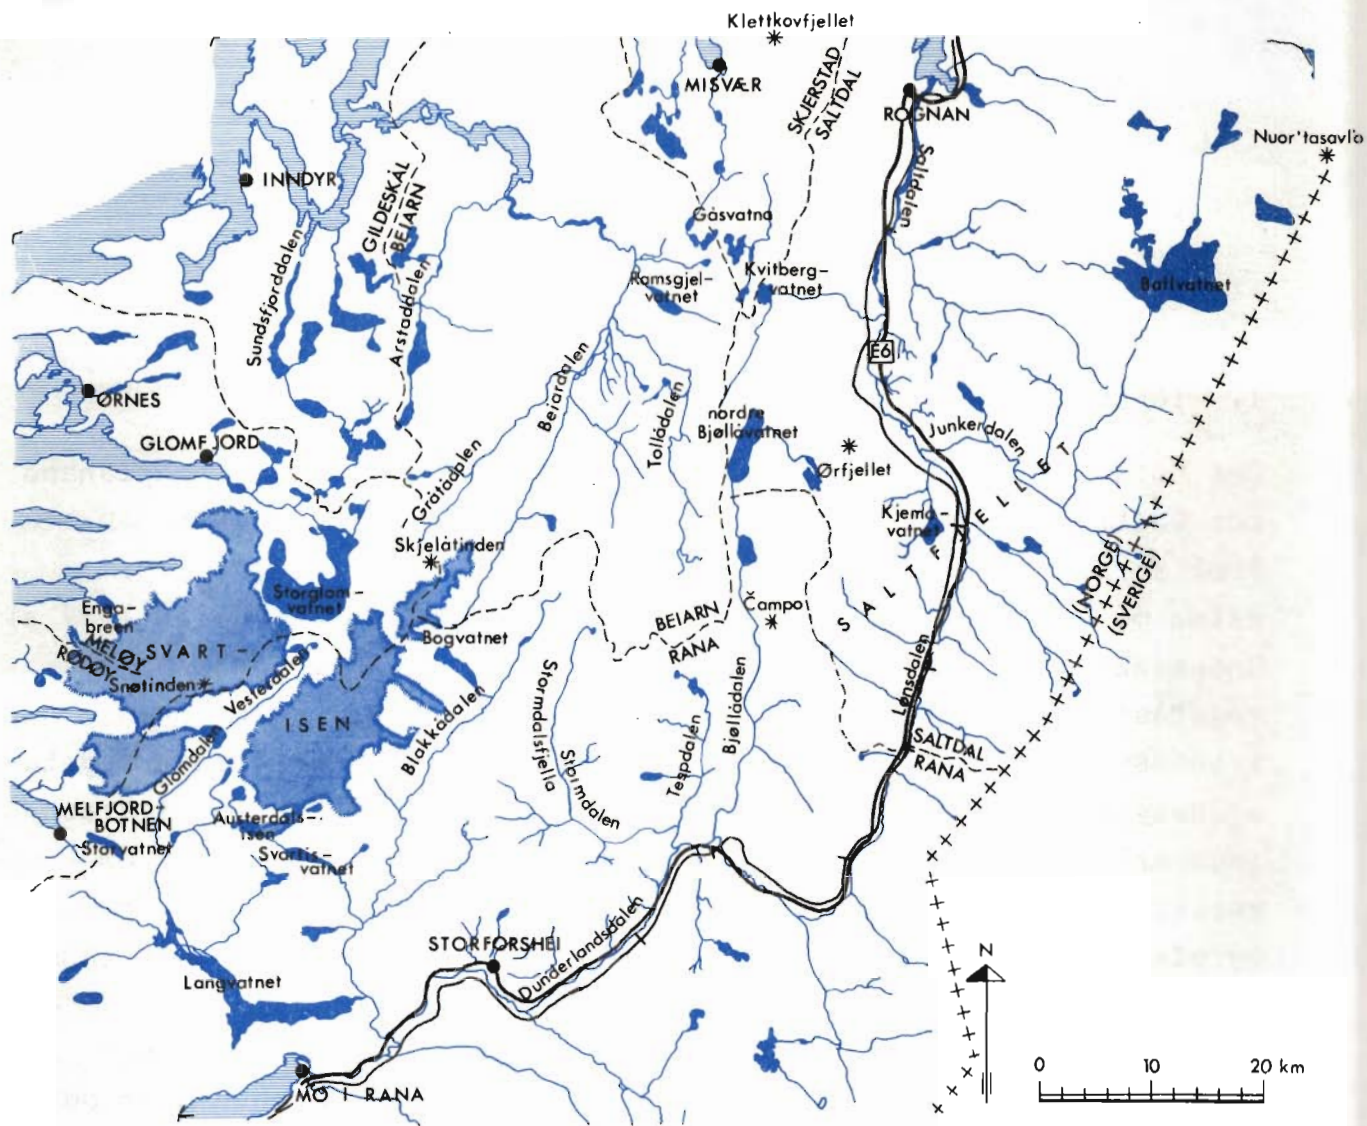 Klettkovfjellet
MISVÆR
SKJERSTAD
SALTDAL
ROGNAN
Nuor'tasavlo
INNDYR
Saltdalen
GILDESKÅL
BEIARN
Gåsvatna
Sundsfjorddalen
Arstaddalen
Ramsgjel-
vatnet
Kvitberg-
vatnet
Balvatnet
E6
ØRNES
Beiardalen
Tollådalen
nordre
Bjøllåvatnet
Junkerdalen
GLOMFJORD
Gråtådalen
Ørfjellet
SALTFJELLET
Kjemå-
vatnet
Skjelåtinden
(NORGE)
(SVERIGE)
Storglom-
vatnet
Enga-
breen
MELØY
RØDØY
SVART-
ISEN
Snøtinden
Vesterdalen
Bogvatnet
BEIARN
RANA
Čampo
Stormdalsfjella
Stormdalen
Bjøllådalen
Lønsdalen
Blakkådalen
Tespdalen
Glomdalen
SALTDAL
RANA
MELFJORD-
BOTNEN
Storvatnet
Austerdals-
isen
Svartis-
vatnet
STORFORSHEI
Dunderlandsdalen
Langvatnet
N
MO I RANA
0 10 20 km